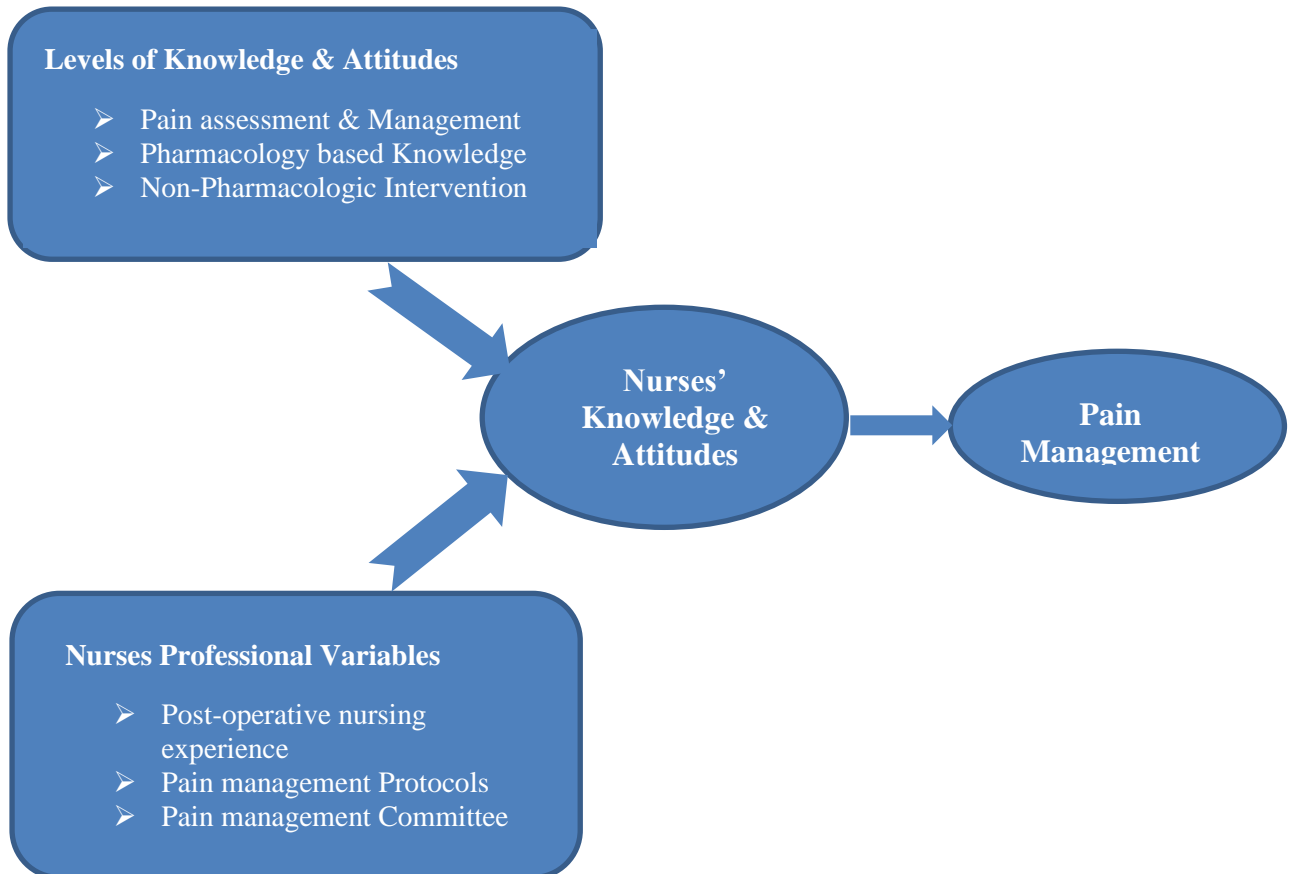 Levels of Knowledge & Attitudes
➢ Pain assessment & Management
➢ Pharmacology based Knowledge
➢ Non-Pharmacologic Intervention
Nurses’
Knowledge &
Attitudes
Pain
Management
Nurses Professional Variables
➢ Post-operative nursing
experience
➢ Pain management Protocols
➢ Pain management Committee